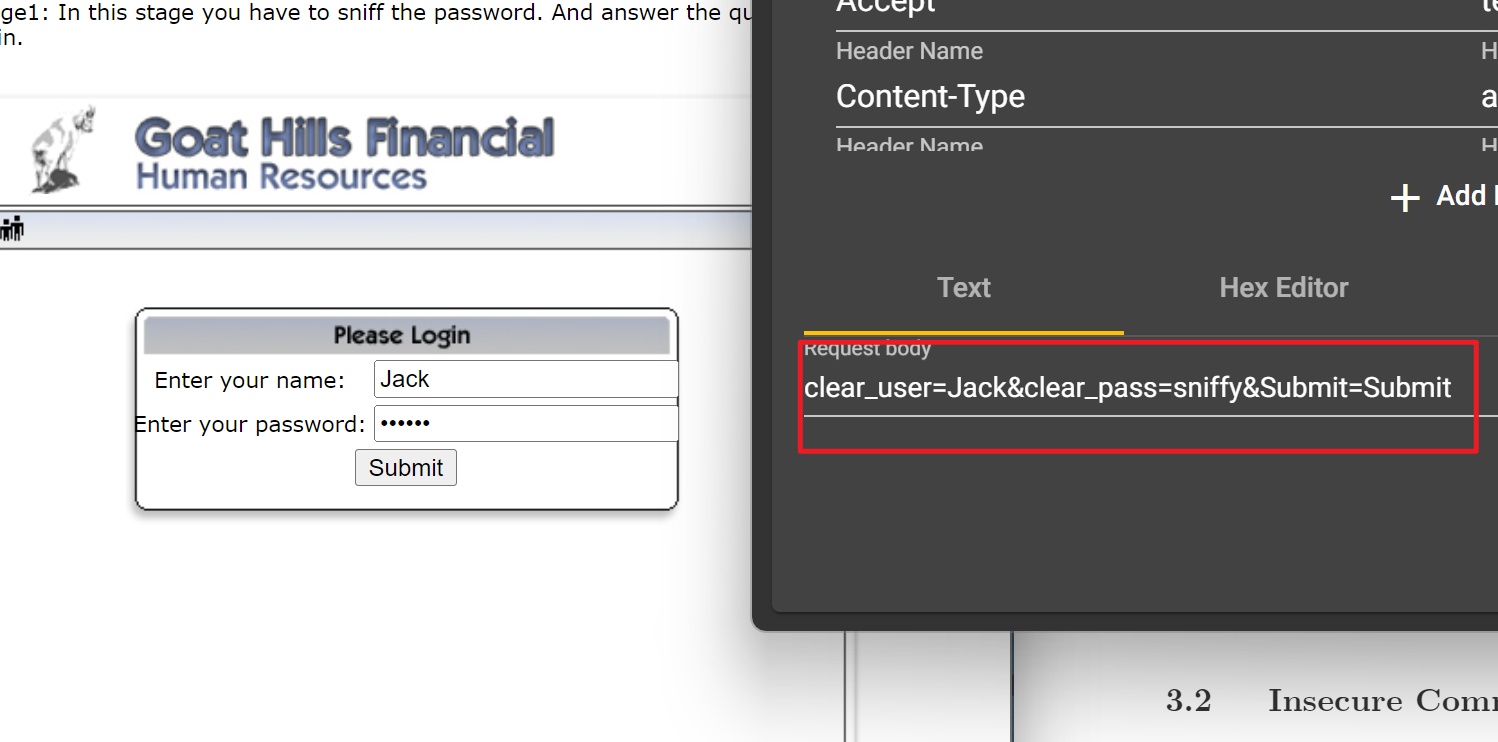 ge1: In this stage you have to sniff the password. And answer the qu
in.
Goat Hills Financial
Human Resources
Please Login
Enter your name:
Jack
Enter your password:
••••••
Submit
Accept
Header Name
Content-Type
a
Header Name
H
+ Add
Text
Hex Editor
Request body
clear_user=Jack&clear_pass=sniffy&Submit=Submit
3.2 Insecure Com